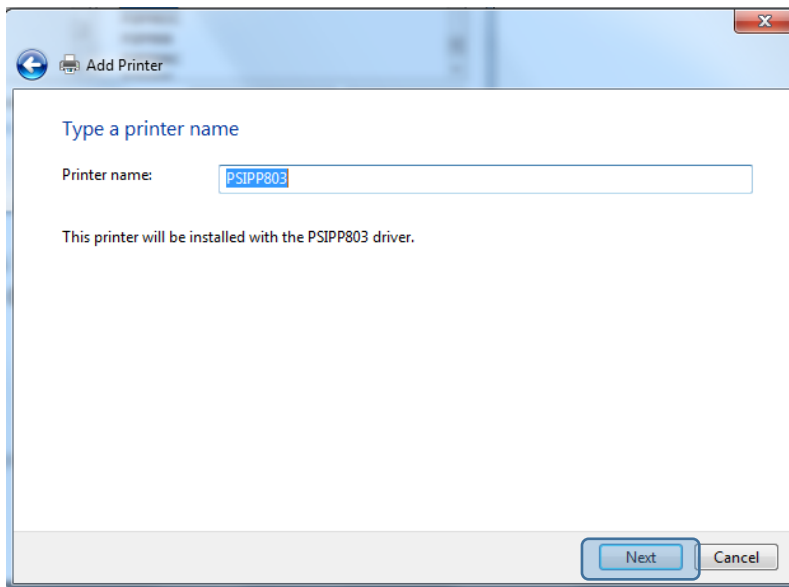 Add Printer
Type a printer name
Printer name: PSIPP803
This printer will be installed with the PSIPP803 driver.
Next Cancel